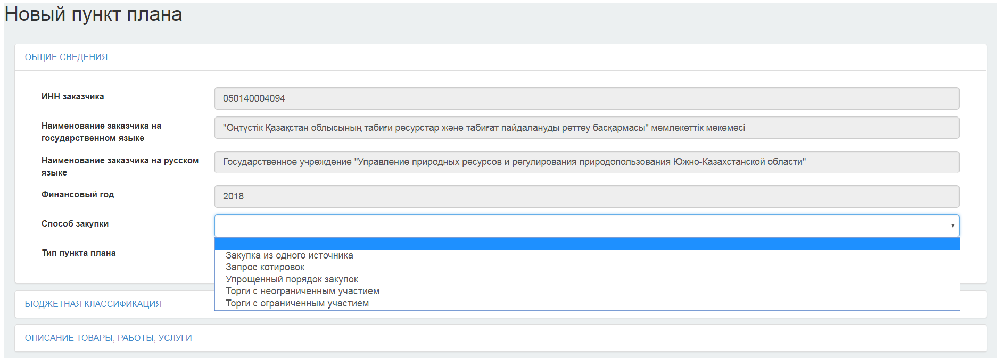 Новый пункт плана
ОБЩИЕ СВЕДЕНИЯ
ИНН заказчика
050140004094
Наименование заказчика на
государственном языке
"Оңтүстік Қазақстан облысының табиғи ресурстар және табиғат пайдалануды реттеу басқармасы" мемлекеттік мекемесі
Наименование заказчика на русском
языке
Государственное учреждение "Управление природных ресурсов и регулирования природопользования Южно-Казахстанской области"
Финансовый год
2018
Способ закупки
Тип пункта плана
Закупка из одного источника
Запрос котировок
Упрощенный порядок закупок
Торги с неограниченным участием
Торги с ограниченным участием
БЮДЖЕТНАЯ КЛАССИФИКАЦИЯ
ОПИСАНИЕ ТОВАРЫ, РАБОТЫ, УСЛУГИ